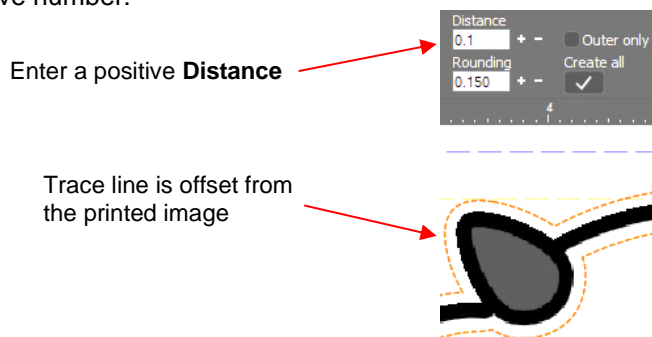 ve number.
Distance
0.1 + - Outer only
Enter a positive Distance
Rounding Create all
0.150 + -
4
Trace line is offset from
the printed image